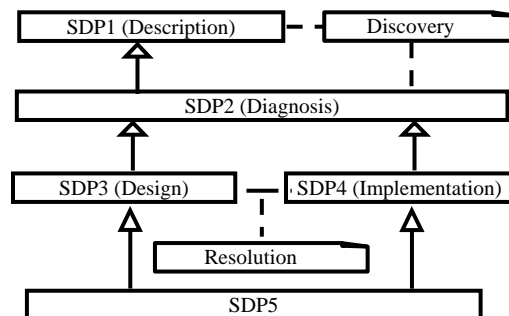 SDP1 (Description)
Discovery
SDP2 (Diagnosis)
SDP3 (Design)
SDP4 (Implementation)
Resolution
SDP5